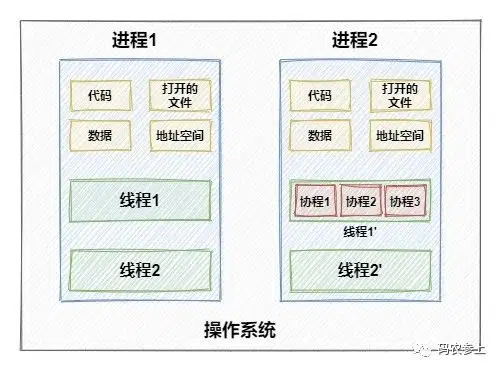 进程1
进程2
代码
打开的
文件
代码
打开的
文件
数据
地址空间
数据
地址空间
线程1
协程1
协程2
协程3
线程1'
线程2
线程2'
操作系统
码农参上